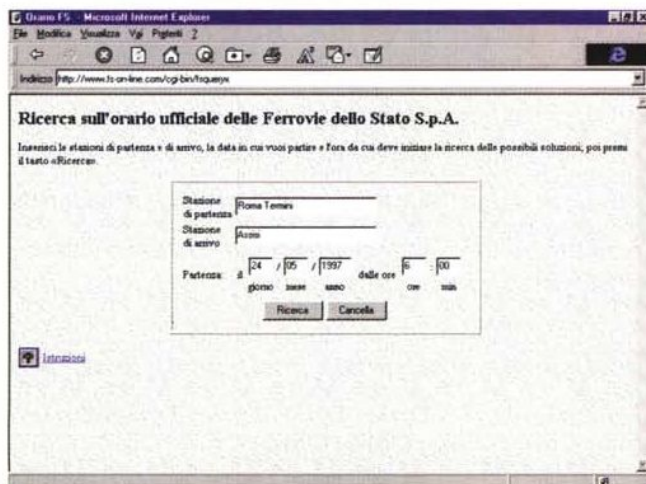 Orario FS - Microsoft Internet Explorer
File Modifica Visualizza Vai Preferiti ?
Indirizzo http://www.fs-on-line.com/cgi-bin/fsquery
Ricerca sull'orario ufficiale delle Ferrovie dello Stato S.p.A.
Inserisci le stazioni di partenza e di arrivo, la data in cui vuoi partire e l'ora da cui deve iniziare la ricerca delle possibili soluzioni, poi premi
il tasto «Ricerca».
Stazione
di partenza Roma Termini
Stazione
di arrivo Assisi
Partenza: il 24 / 05 / 1997 dalle ore 6 : 00
giorno mese anno ore min
Ricerca Cancella
Istruzioni